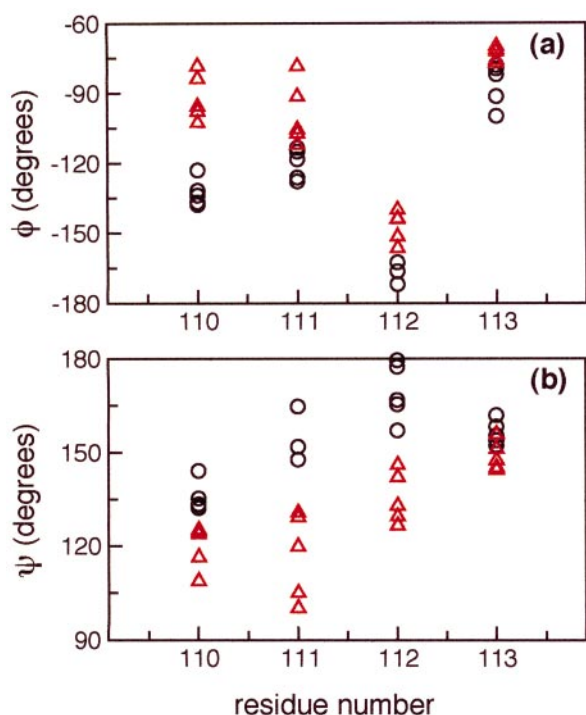 -60
-90
-120
-150
-180
ϕ (degrees)
(a)
110 111 112 113
180
150
120
90
ψ (degrees)
(b)
110 111 112 113
residue number